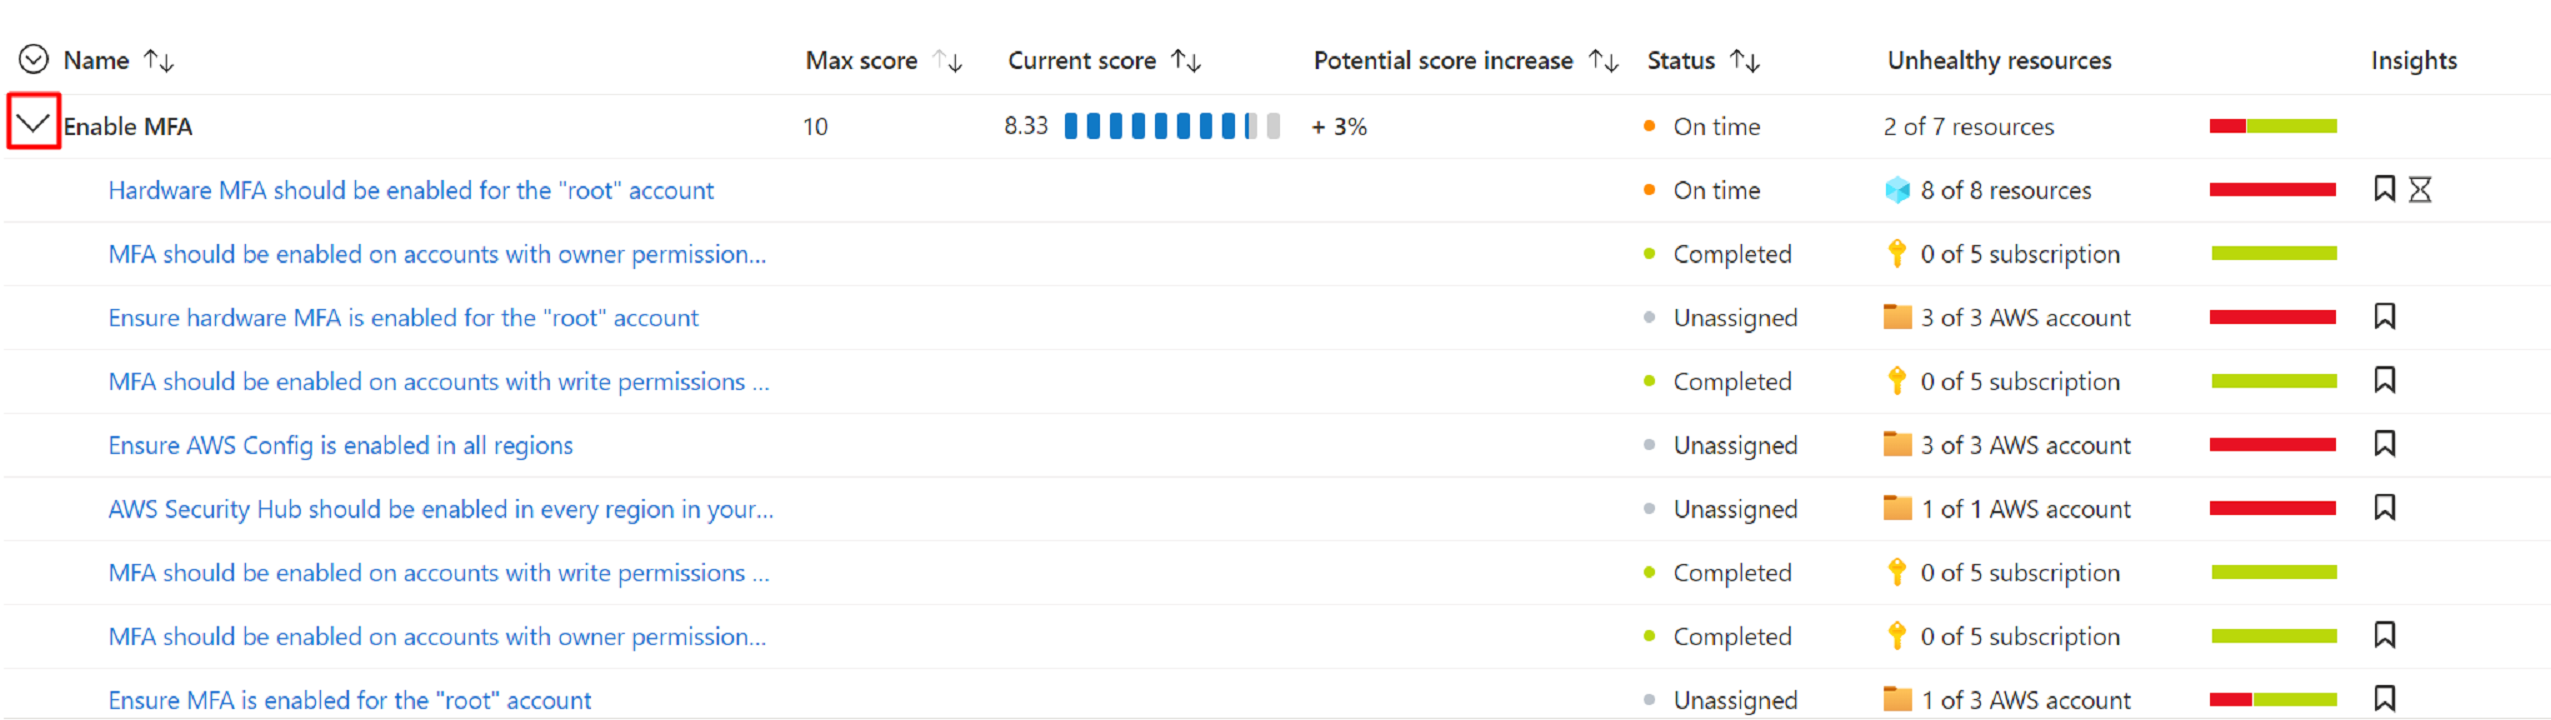 Name Max score Current score Potential score increase Status Unhealthy resources Insights
Enable MFA 10 8.33 + 3% On time 2 of 7 resources
Hardware MFA should be enabled for the "root" account On time 8 of 8 resources
MFA should be enabled on accounts with owner permission... Completed 0 of 5 subscription
Ensure hardware MFA is enabled for the "root" account Unassigned 3 of 3 AWS account
MFA should be enabled on accounts with write permissions ... Completed 0 of 5 subscription
Ensure AWS Config is enabled in all regions Unassigned 3 of 3 AWS account
AWS Security Hub should be enabled in every region in your... Unassigned 1 of 1 AWS account
MFA should be enabled on accounts with write permissions ... Completed 0 of 5 subscription
MFA should be enabled on accounts with owner permission... Completed 0 of 5 subscription
Ensure MFA is enabled for the "root" account Unassigned 1 of 3 AWS account